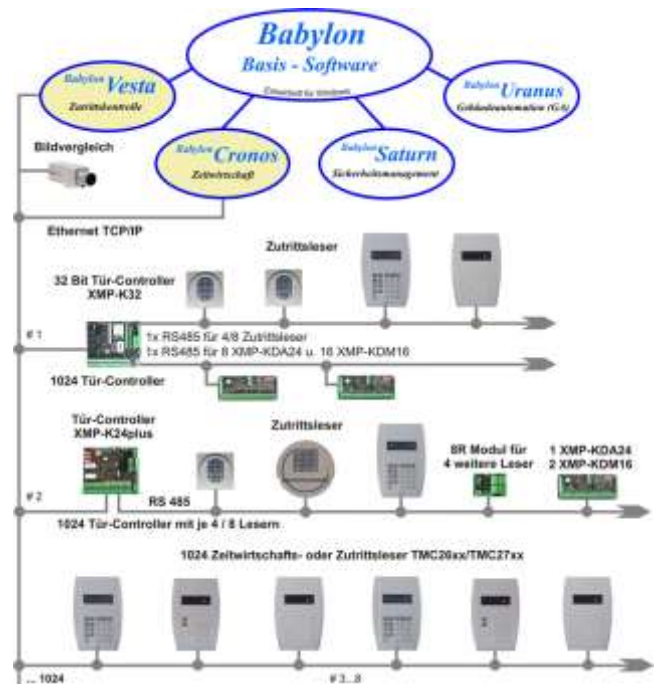 Babylon
Basis - Software
Babylon Vesta
Zutrittskontrolle
Babylon Uranus
Gebäudeautomation (GA)
Bildvergleich
Babylon Cronos
Zeitwirtschaft
Babylon Saturn
Sicherheitsmanagement
Ethernet TCP/IP
Zutrittsleser
32 Bit Tür-Controller
XMP-K32
# 1
1x RS485 für 4/8 Zutrittsleser
1x RS485 für 8 XMP-KDA24 u. 16 XMP-KDM16
1024 Tür-Controller
Tür-Controller
XMP-K24plus
Zutrittsleser
8R Modul für
4 weitere Leser
1 XMP-KDA24
2 XMP-KDM16
# 2
RS 485
1024 Tür-Controller mit je 4 / 8 Lesern
1024 Zeitwirtschafts- oder Zutrittsleser TMC26xx/TMC27xx
... 1024
# 3...8